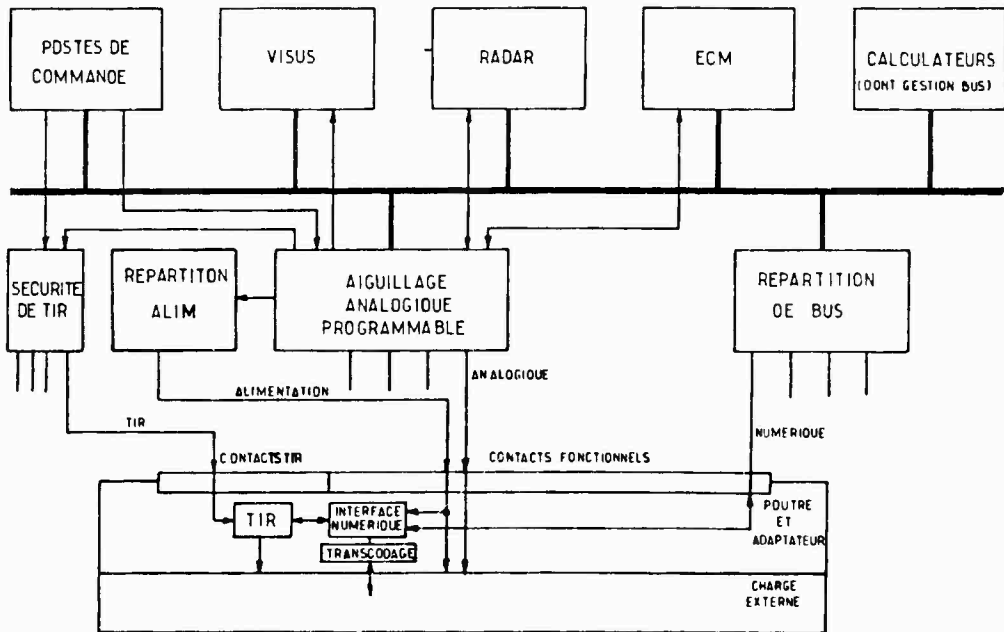 POSTES DE
COMMANDE
VISUS
RADAR
ECM
CALCULATEURS
(DONT GESTION BUS)
SECURITE
DE TIR
REPARTITON
ALIM
AIGUILLAGE
ANALOGIQUE
PROGRAMMABLE
REPARTITION
DE BUS
ANALOGIQUE
ALIMENTATION
TIR
NUMERIQUE
CONTACTS TIR
CONTACTS FONCTIONNELS
TIR
INTERFACE
NUMERIQUE
TRANSCODAGE
POUTRE
ET
ADAPTATEUR
CHARGE
EXTERNE